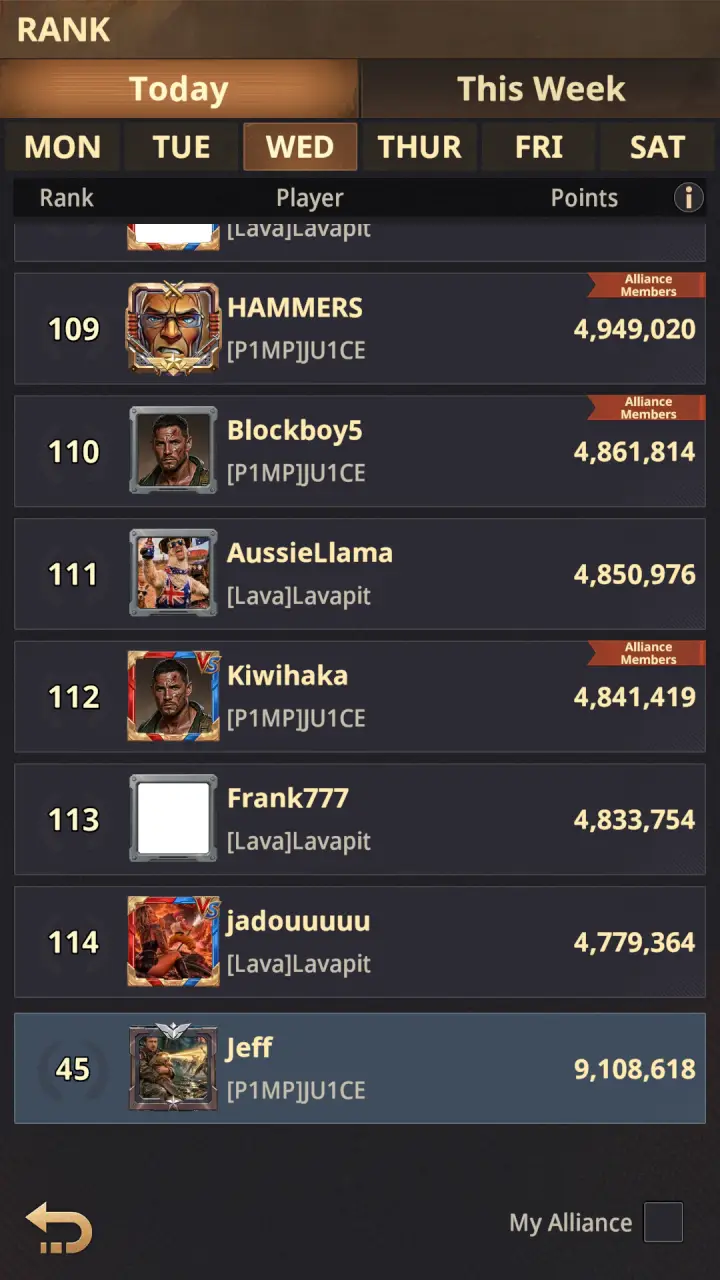 RANK
Today
This Week
MON
TUE
WED
THUR
FRI
SAT
Rank
Player
Points
[Lava]Lavapit
109
HAMMERS
[P1MP]JU1CE
Alliance
Members
4,949,020
110
Blockboy5
[P1MP]JU1CE
Alliance
Members
4,861,814
111
AussieLlama
[Lava]Lavapit
4,850,976
112
VS
Kiwihaka
[P1MP]JU1CE
Alliance
Members
4,841,419
113
Frank777
[Lava]Lavapit
4,833,754
114
VS
jadouuuuu
[Lava]Lavapit
4,779,364
45
Jeff
[P1MP]JU1CE
9,108,618
My Alliance